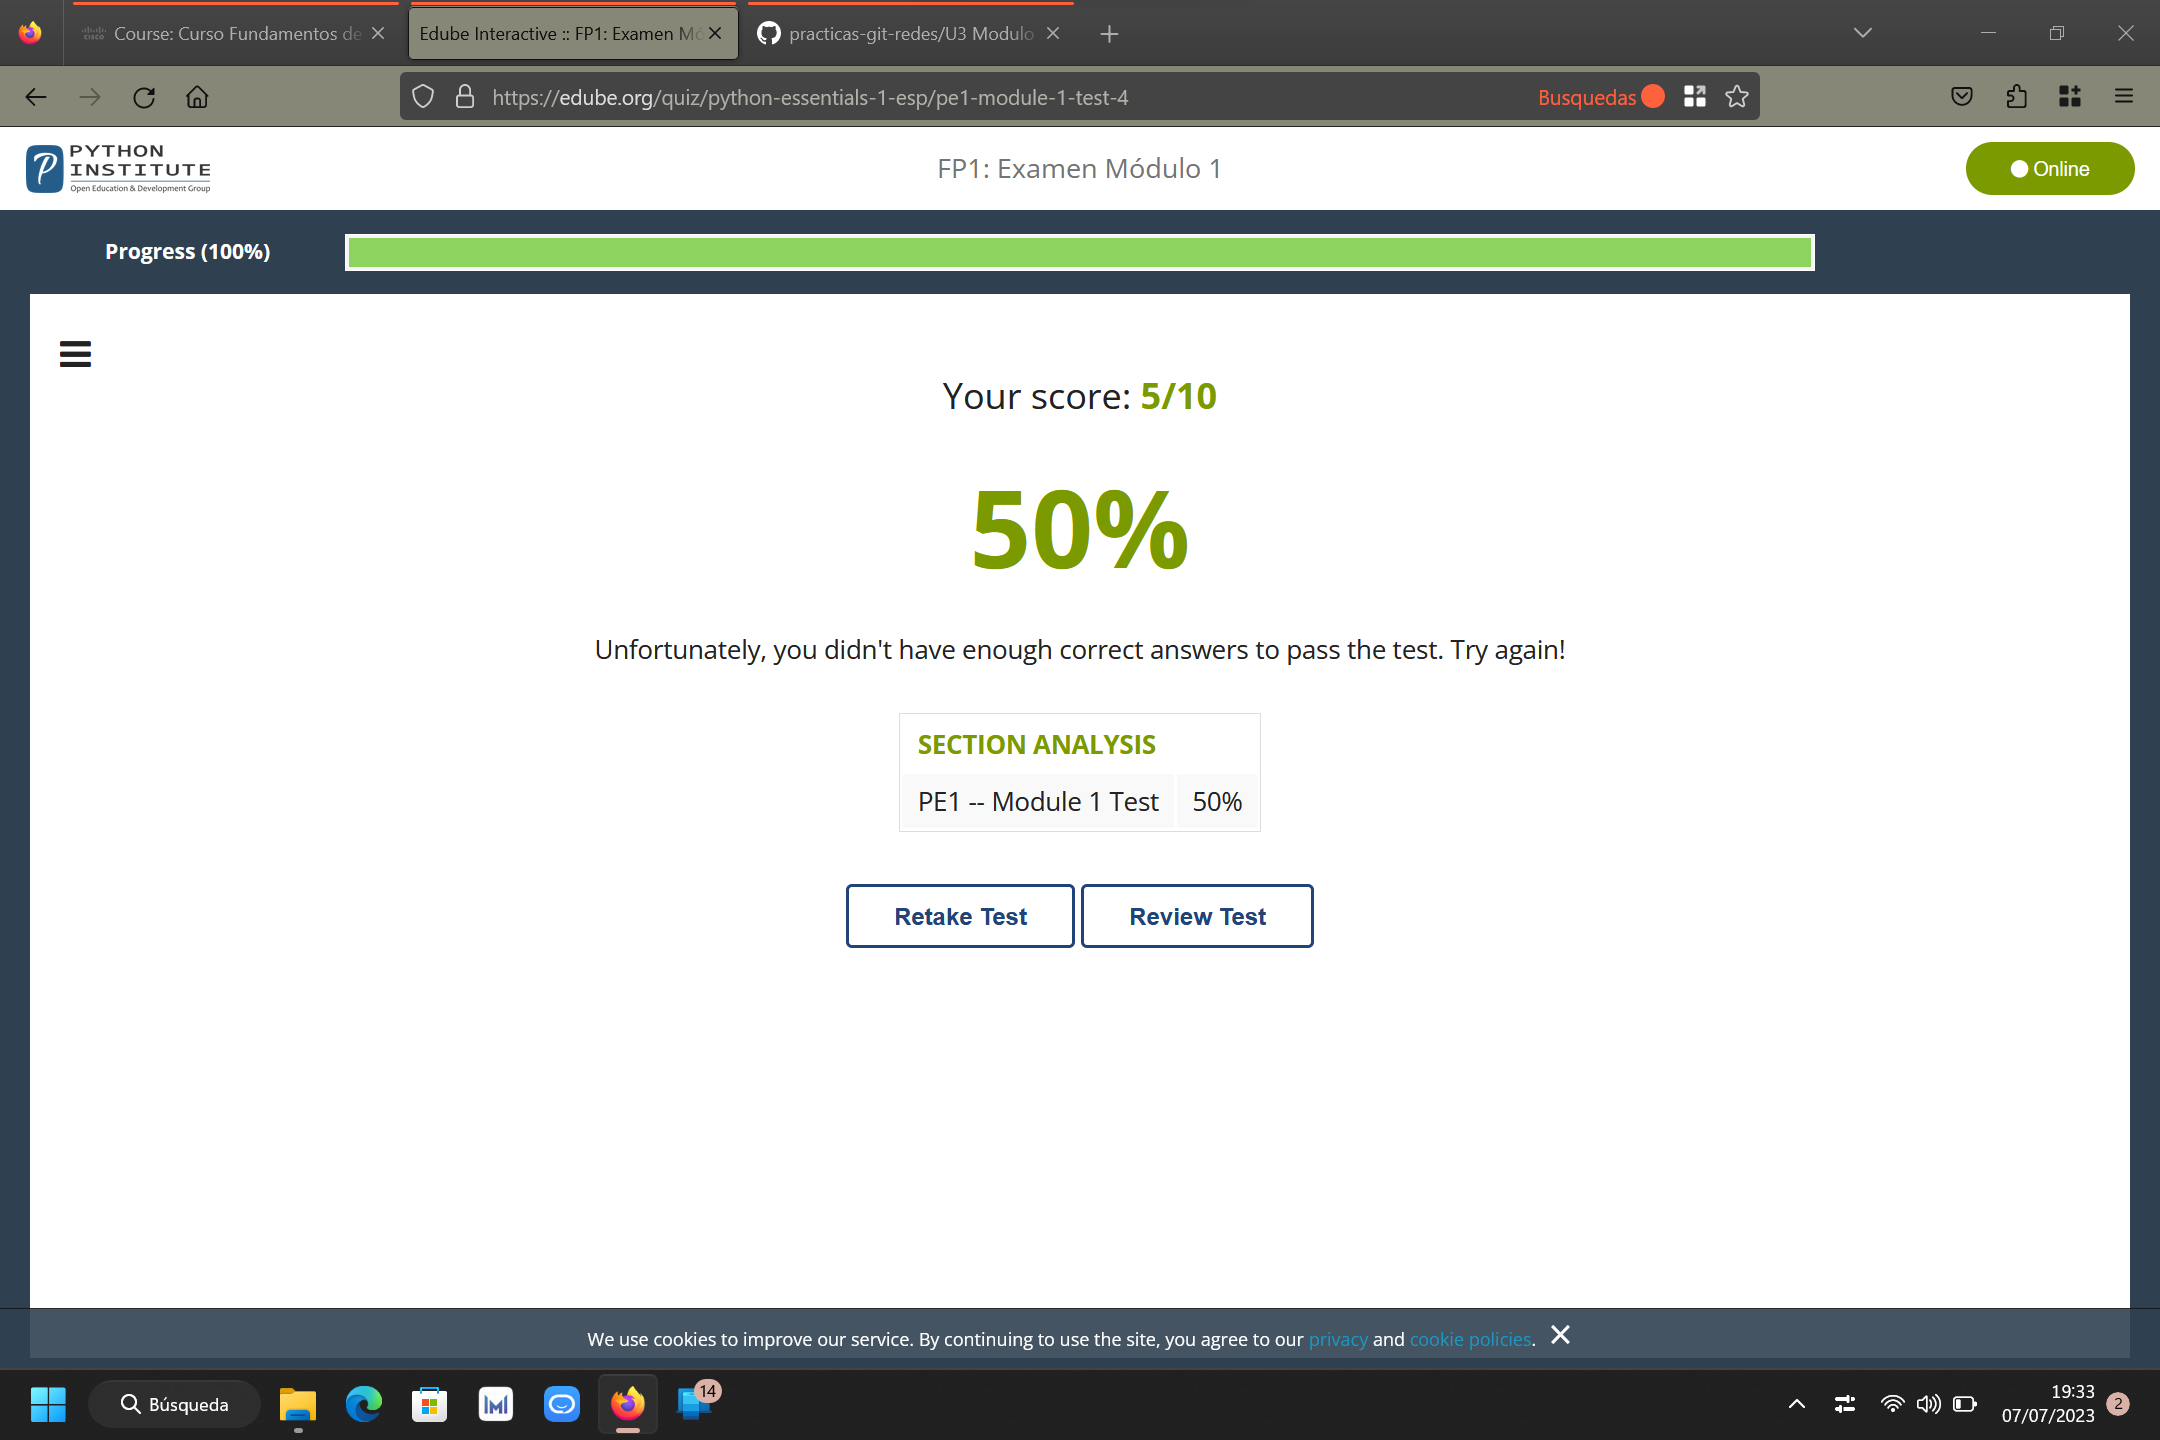 Course: Curso Fundamentos de
Edube Interactive :: FP1: Examen Mó
practicas-git-redes/U3 Modulo
https://edube.org/quiz/python-essentials-1-esp/pe1-module-1-test-4
Busquedas
PYTHON
INSTITUTE
Open Education & Development Group
FP1: Examen Módulo 1
Online
Progress (100%)
Your score: 5/10
50%
Unfortunately, you didn't have enough correct answers to pass the test. Try again!
SECTION ANALYSIS
PE1 -- Module 1 Test 50%
Retake Test
Review Test
We use cookies to improve our service. By continuing to use the site, you agree to our privacy and cookie policies.
Búsqueda
14
19:33
07/07/2023
2